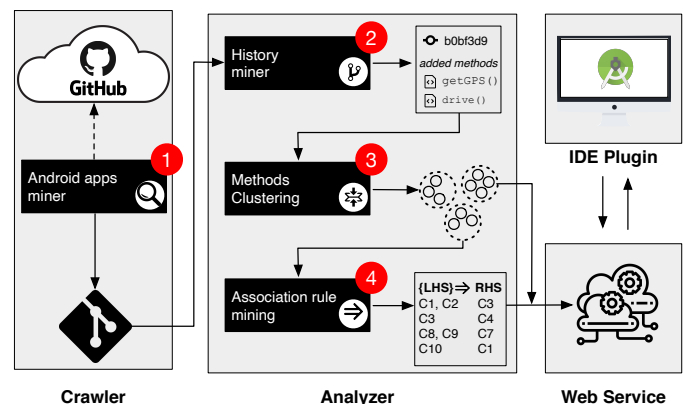 GitHub
1
Android apps
miner
Crawler
2
History
miner
b0bf3d9
added methods
getGPS()
drive()
3
Methods
Clustering
4
Association rule
mining
{LHS}⇒ RHS
C1, C2 C3
C3 C4
C8, C9 C7
C10 C1
Analyzer
IDE Plugin
Web Service